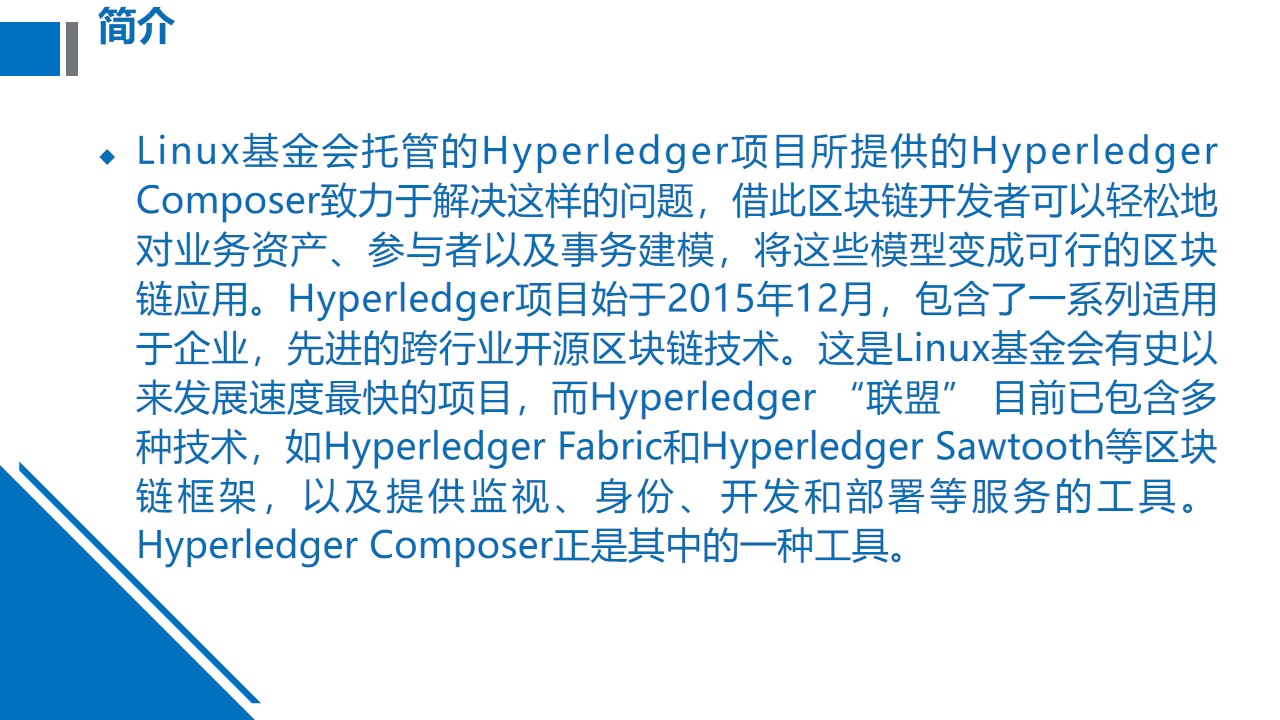 简介
Linux基金会托管的Hyperledger项目所提供的Hyperledger
Composer致力于解决这样的问题，借此区块链开发者可以轻松地
对业务资产、参与者以及事务建模，将这些模型变成可行的区块
链应用。Hyperledger项目始于2015年12月，包含了一系列适用
于企业，先进的跨行业开源区块链技术。这是Linux基金会有史以
来发展速度最快的项目，而Hyperledger “联盟” 目前已包含多
种技术，如Hyperledger Fabric和Hyperledger Sawtooth等区块
链框架，以及提供监视、身份、开发和部署等服务的工具。
Hyperledger Composer正是其中的一种工具。